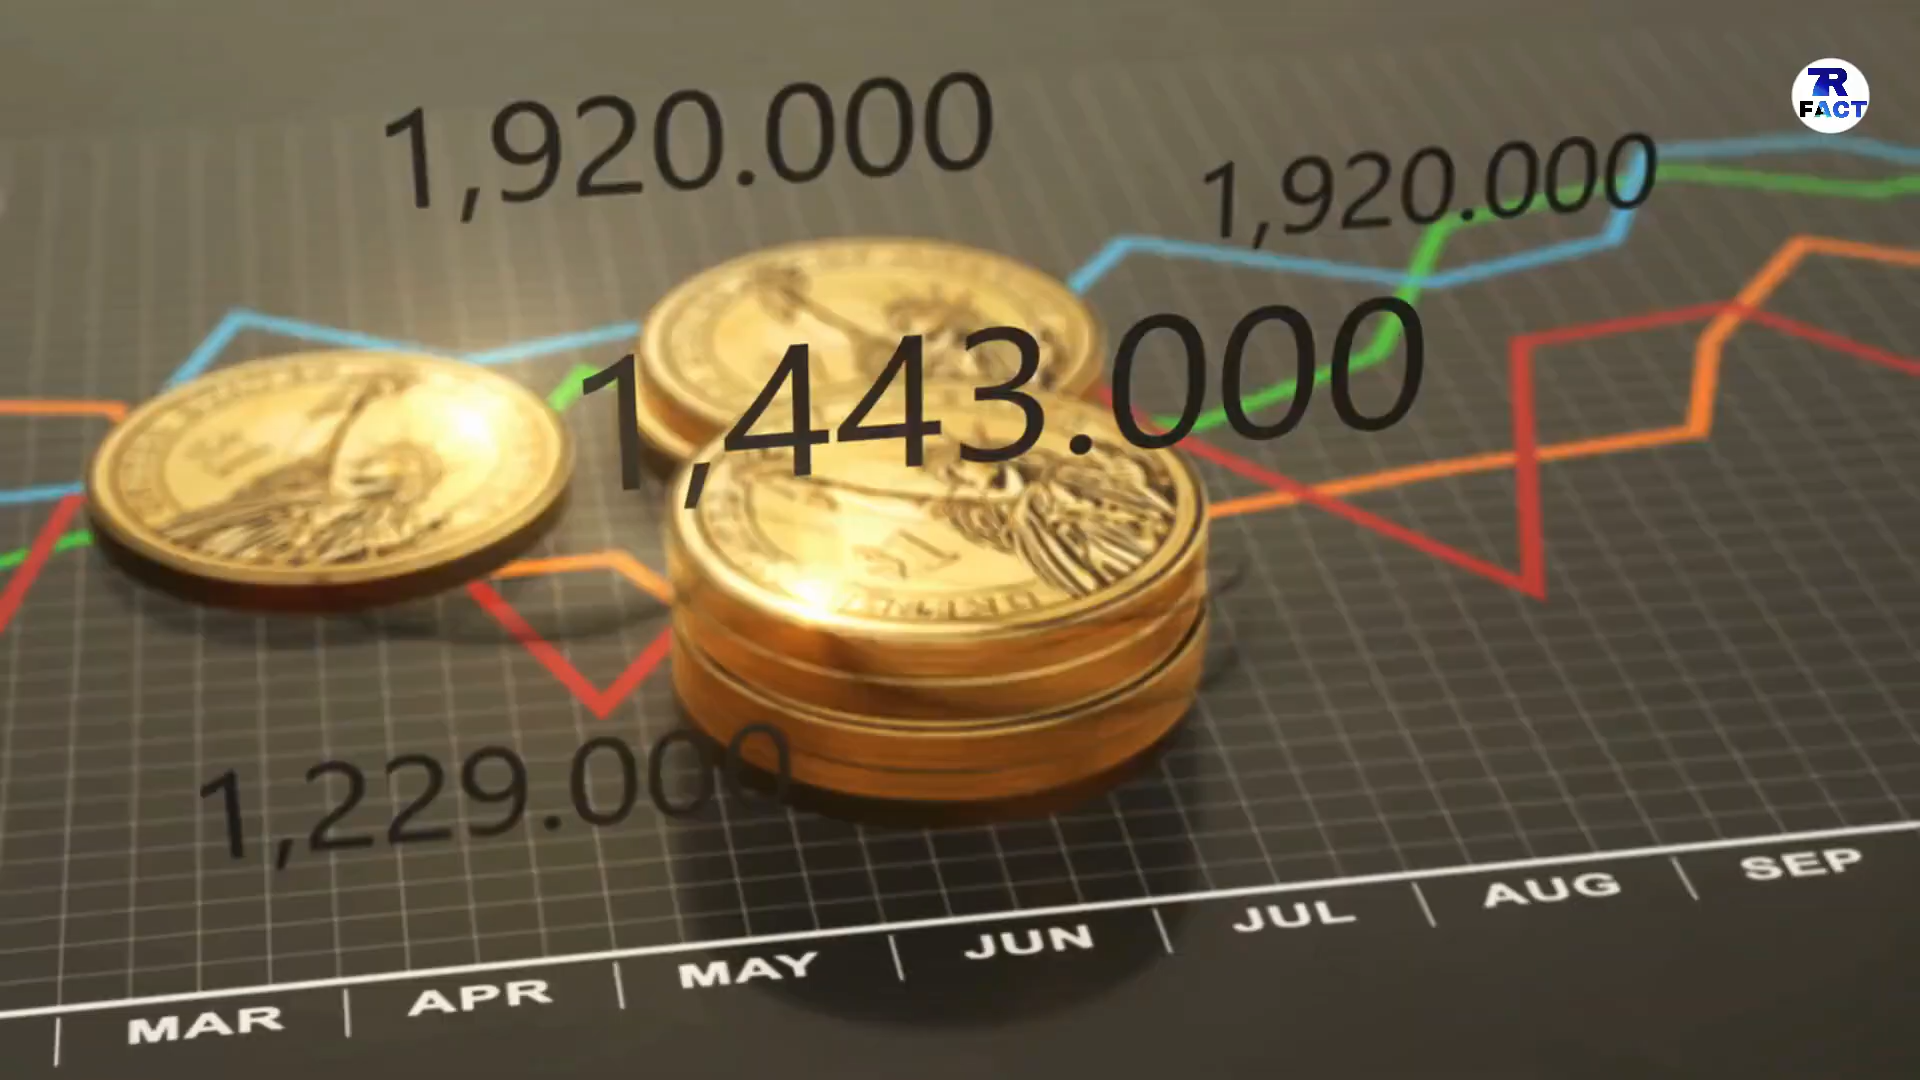 7R
FACT
1,920.000
1,920.000
1,443.000
$1
1,229.000
MAR
APR
MAY
JUN
JUL
AUG
SEP